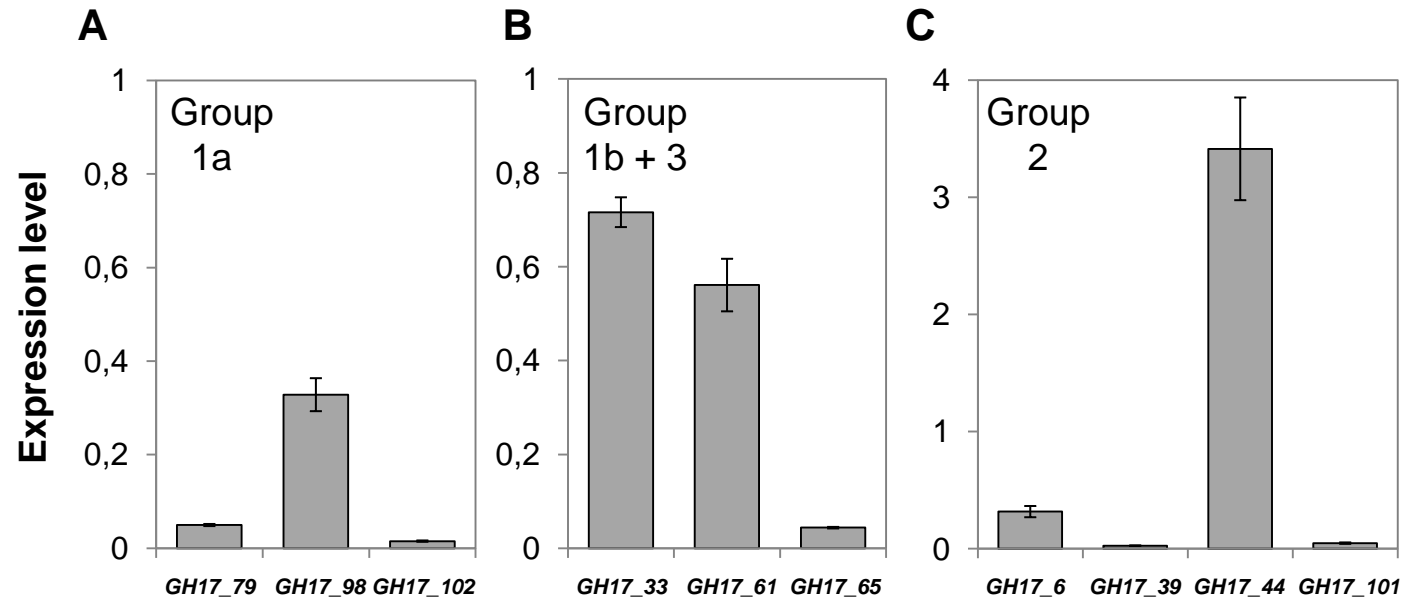 A
B
C
Expression level
1
0,8
0,6
0,4
0,2
0
Group
1a
GH17_79 GH17_98 GH17_102
1
0,8
0,6
0,4
0,2
0
Group
1b + 3
GH17_33 GH17_61 GH17_65
4
3
2
1
0
Group
2
GH17_6 GH17_39 GH17_44 GH17_101